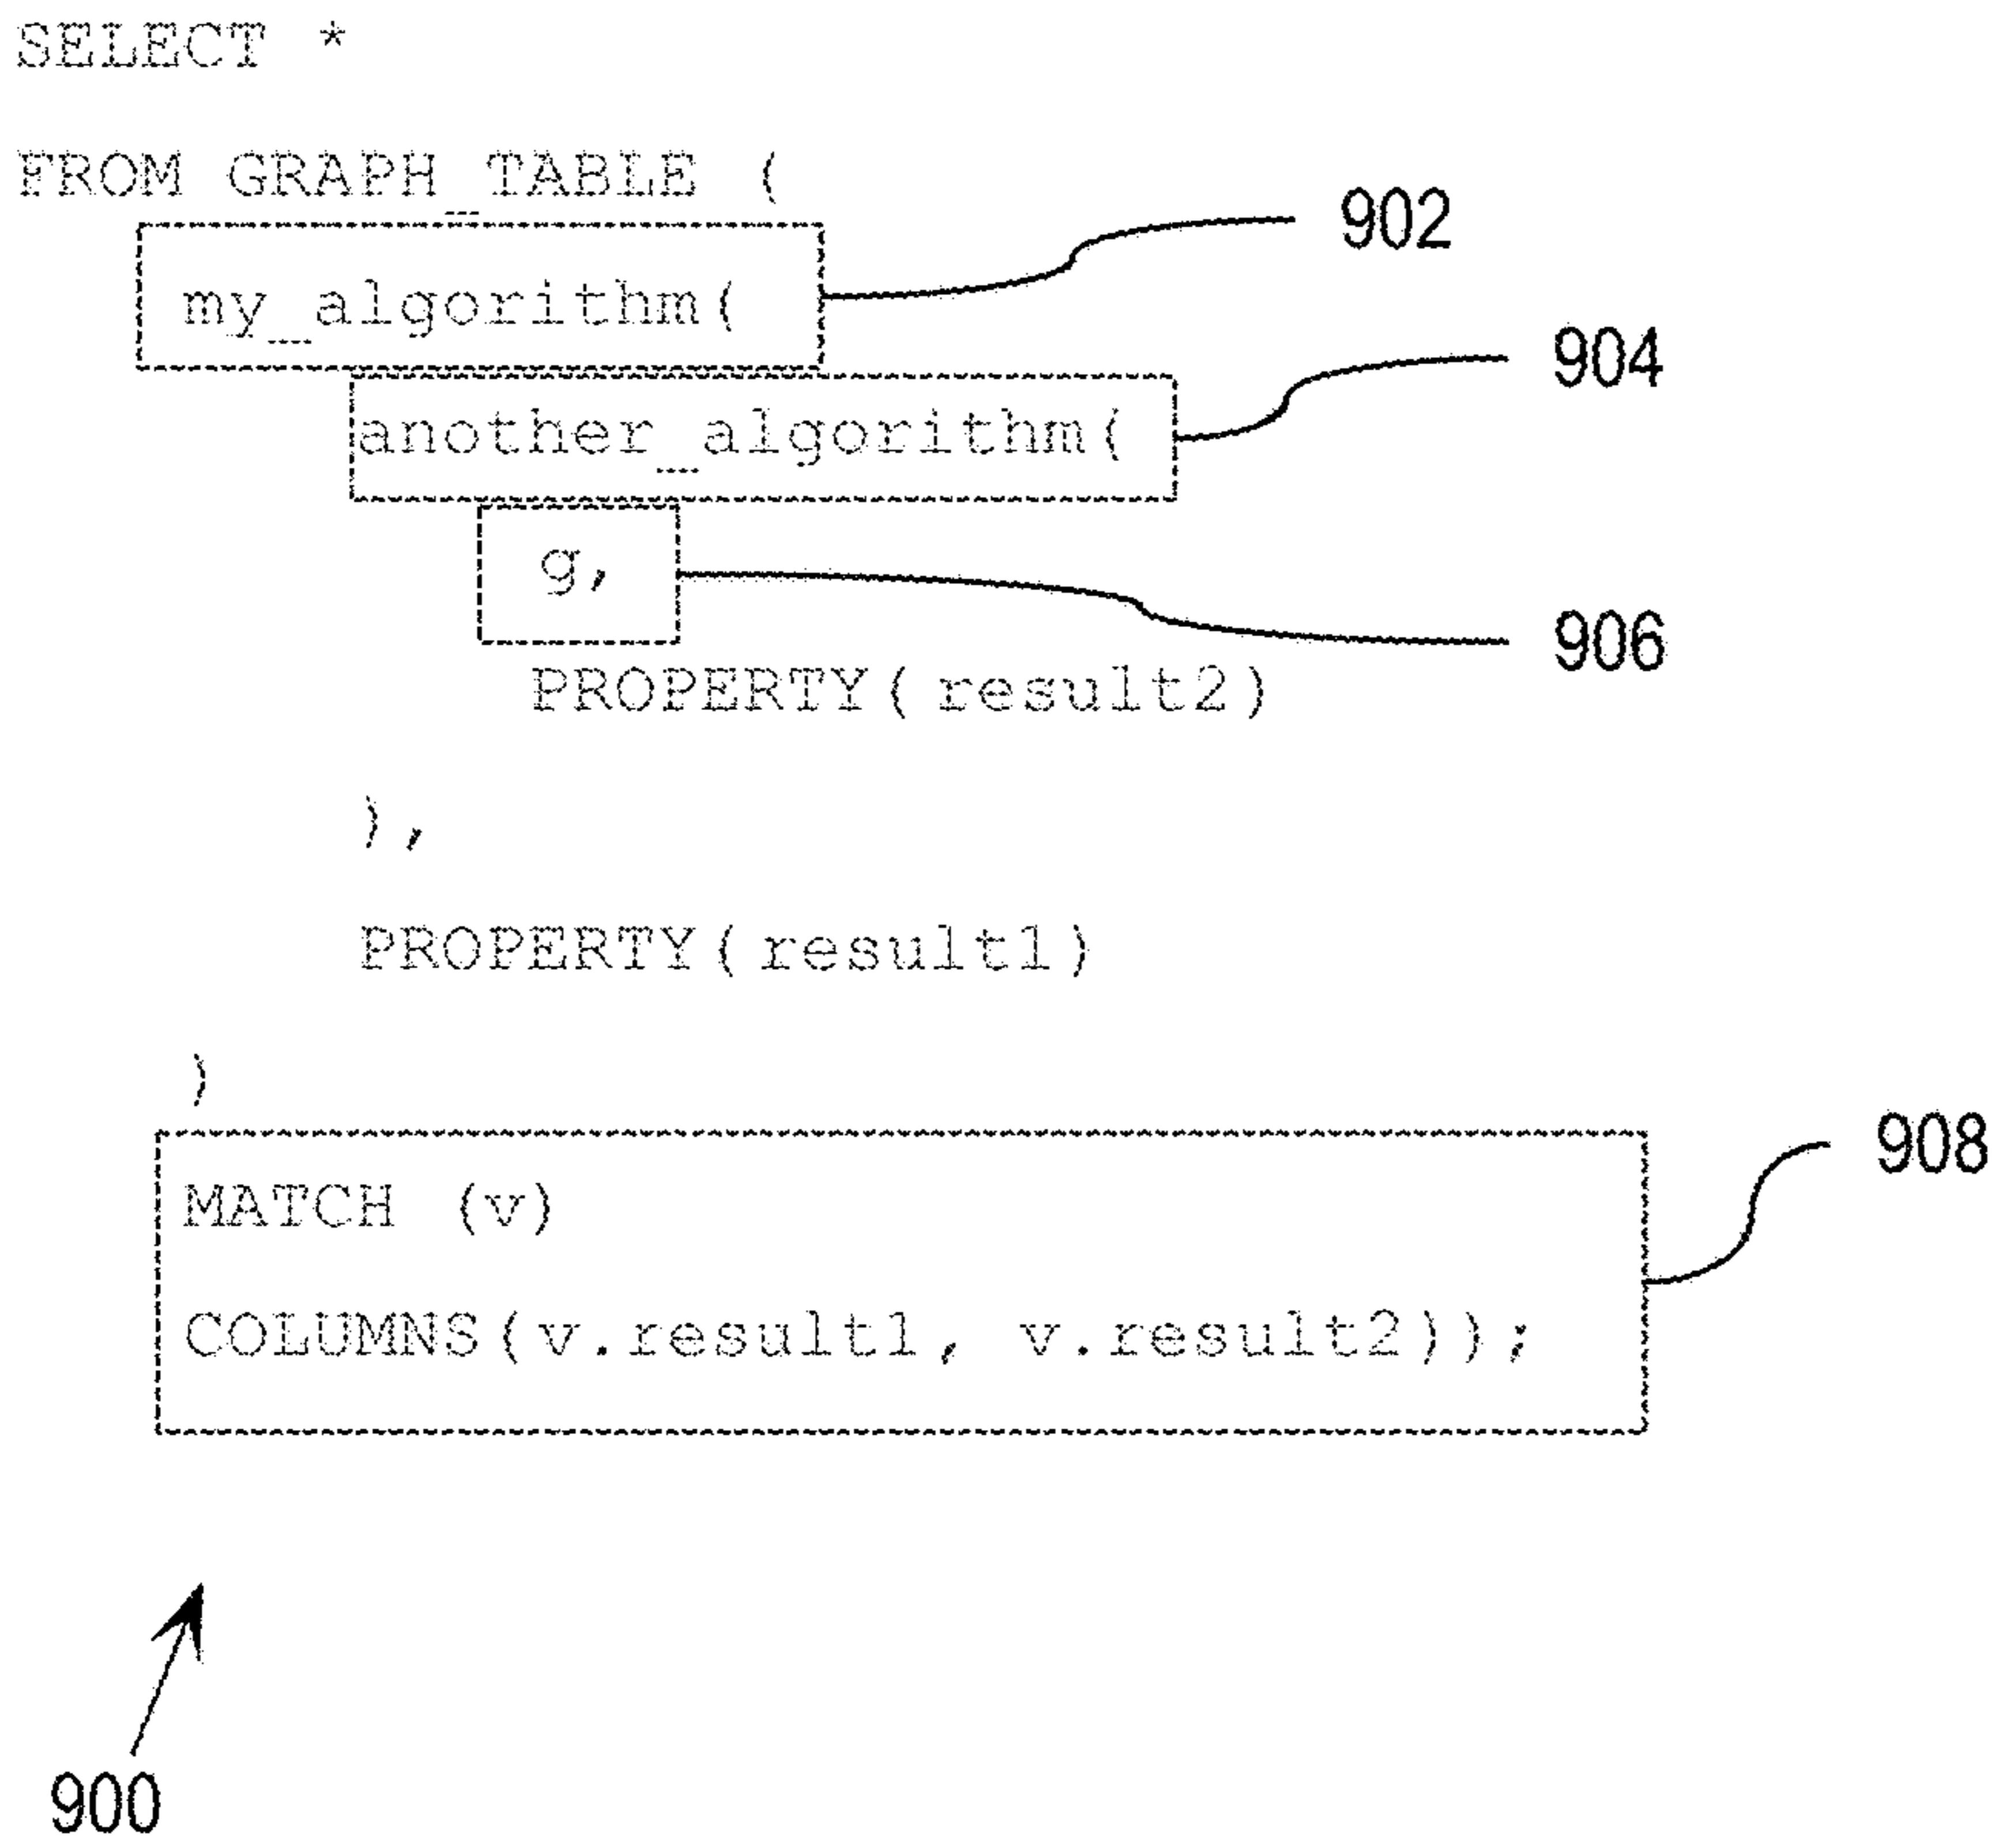 SELECT *
FROM GRAPH_TABLE (
902
my_algorithm(
904
another_algorithm(
g,
906
PROPERTY(result2)
),
PROPERTY(result1)
)
908
MATCH (v)
COLUMNS(v.result1, v.result2));
900